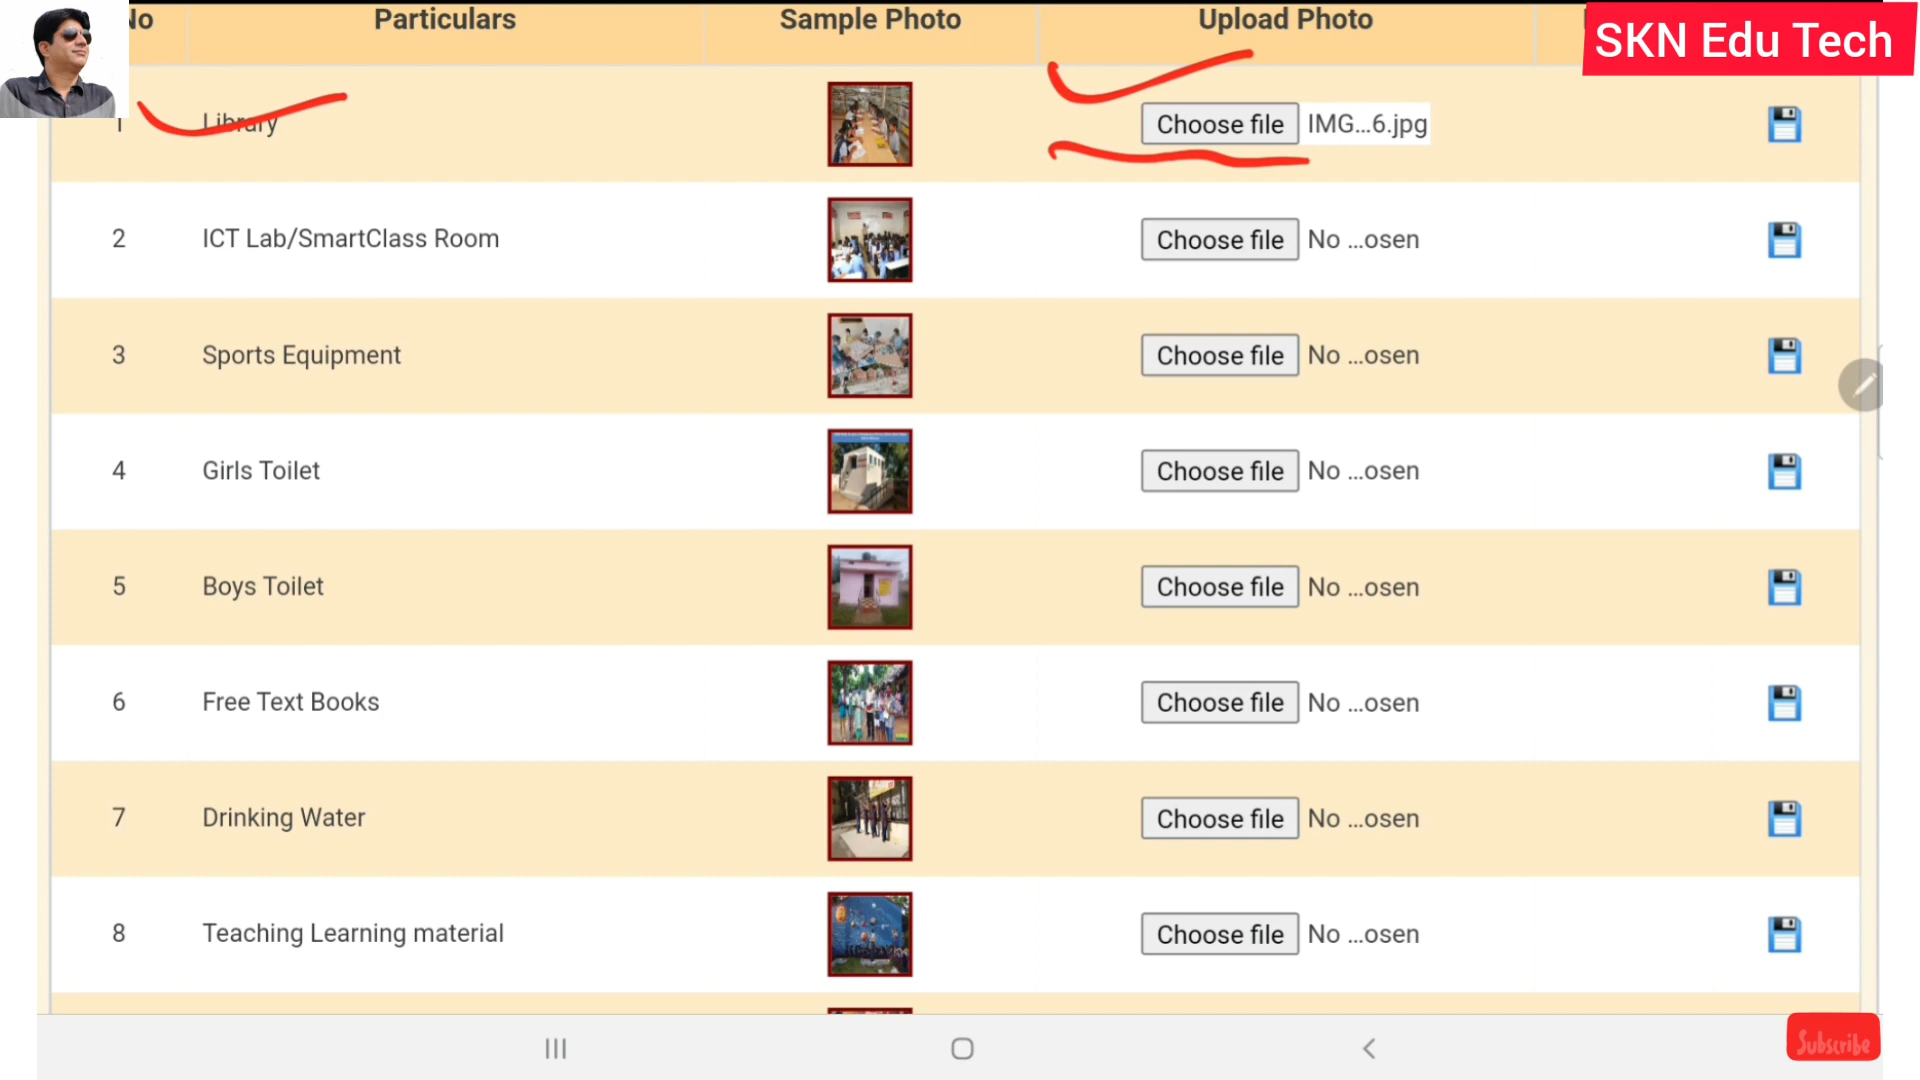 No Particulars Sample Photo Upload Photo
SKN Edu Tech
1 Library Choose file IMG...6.jpg
2 ICT Lab/SmartClass Room Choose file No ...osen
3 Sports Equipment Choose file No ...osen
4 Girls Toilet Choose file No ...osen
5 Boys Toilet Choose file No ...osen
6 Free Text Books Choose file No ...osen
7 Drinking Water Choose file No ...osen
8 Teaching Learning material Choose file No ...osen
Subscribe